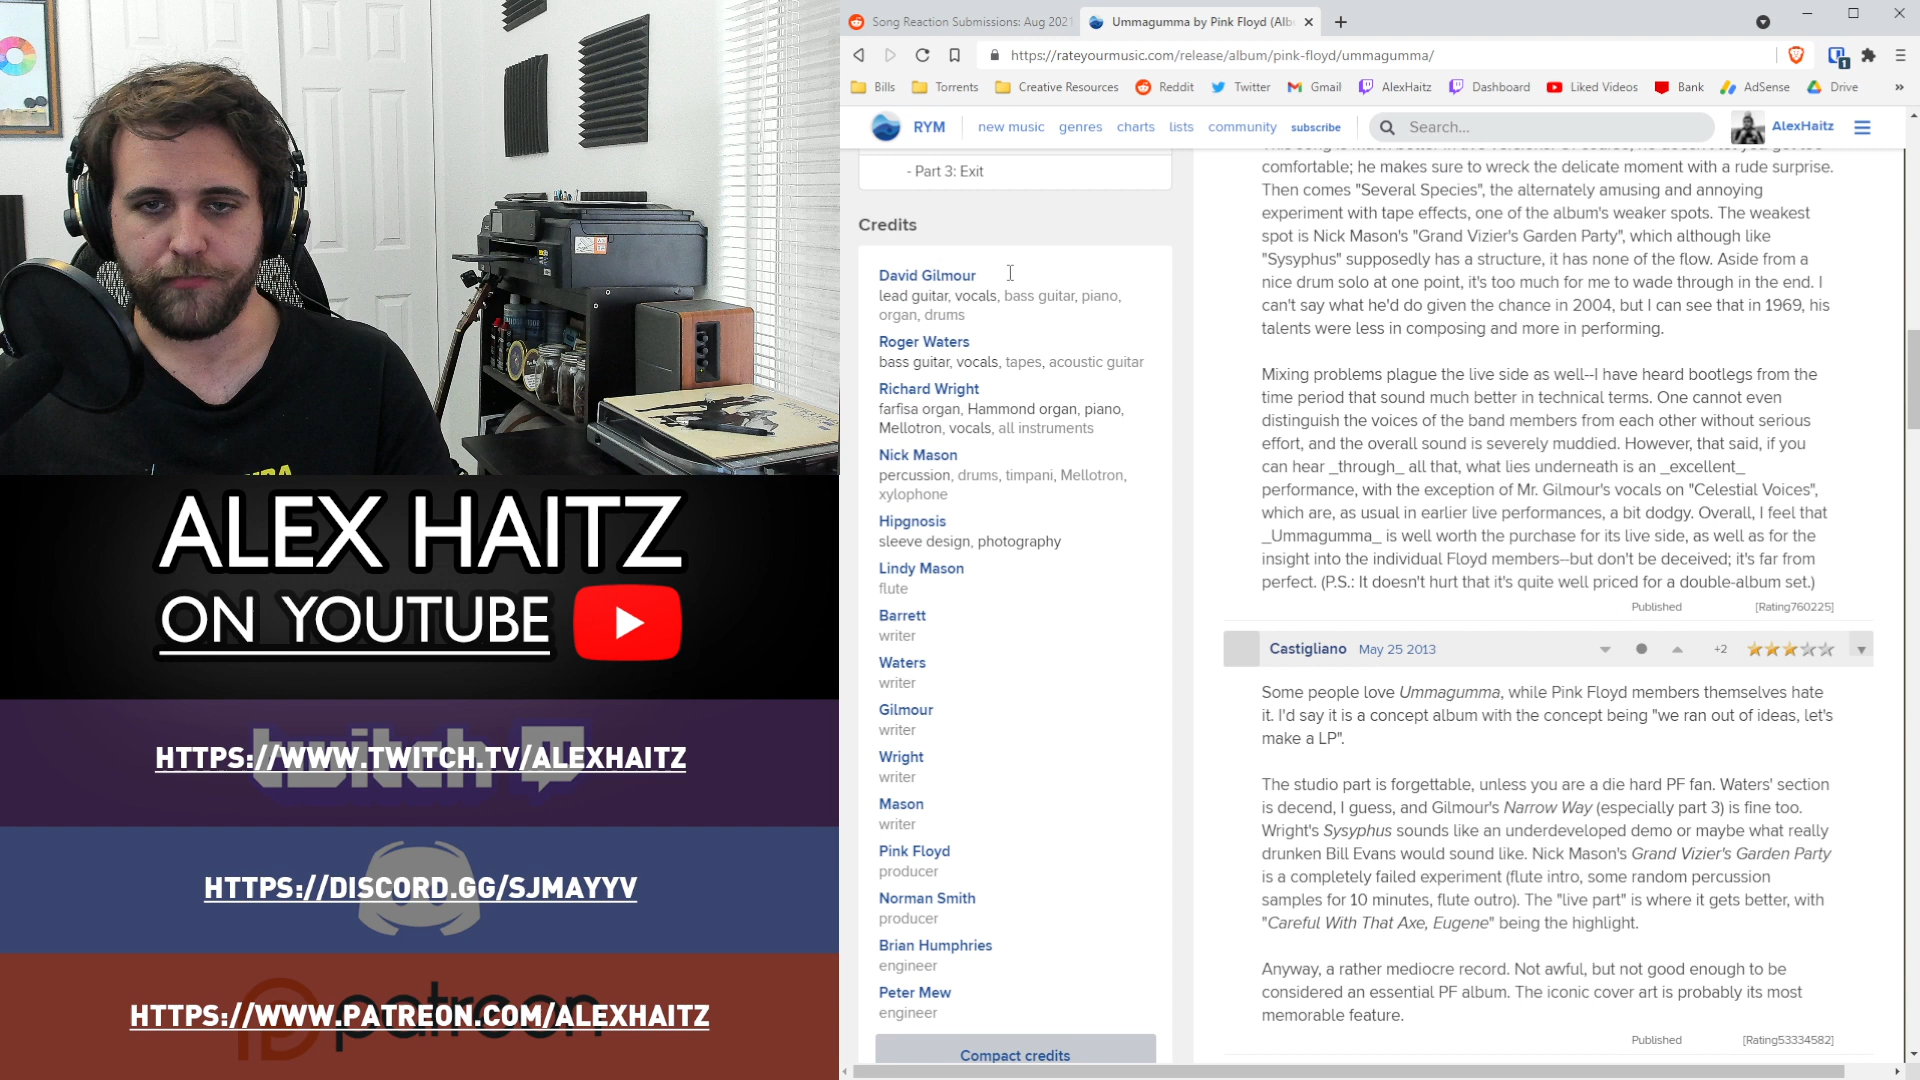 Song Reaction Submissions: Aug 2021
Ummagumma by Pink Floyd (Alb
https://rateyourmusic.com/release/album/pink-floyd/ummagumma/
1
Bills
Torrents
Creative Resources
Reddit
Twitter
Gmail
AlexHaitz
Dashboard
Liked Videos
Bank
AdSense
Drive
RYM
new music
genres
charts
lists
community
subscribe
Search...
AlexHaitz
- Part 3: Exit
Credits
David Gilmour
lead guitar, vocals, bass guitar, piano,
organ, drums
Roger Waters
bass guitar, vocals, tapes, acoustic guitar
Richard Wright
farfisa organ, Hammond organ, piano,
Mellotron, vocals, all instruments
Nick Mason
percussion, drums, timpani, Mellotron,
xylophone
Hipgnosis
sleeve design, photography
Lindy Mason
flute
Barrett
writer
Waters
writer
Gilmour
writer
Wright
writer
Mason
writer
Pink Floyd
producer
Norman Smith
producer
Brian Humphries
engineer
Peter Mew
engineer
Compact credits
comfortable; he makes sure to wreck the delicate moment with a rude surprise.
Then comes "Several Species", the alternately amusing and annoying
experiment with tape effects, one of the album's weaker spots. The weakest
spot is Nick Mason's "Grand Vizier's Garden Party", which although like
"Sysyphus" supposedly has a structure, it has none of the flow. Aside from a
nice drum solo at one point, it's too much for me to wade through in the end. I
can't say what he'd do given the chance in 2004, but I can see that in 1969, his
talents were less in composing and more in performing.
Mixing problems plague the live side as well--I have heard bootlegs from the
time period that sound much better in technical terms. One cannot even
distinguish the voices of the band members from each other without serious
effort, and the overall sound is severely muddied. However, that said, if you
can hear _through_ all that, what lies underneath is an _excellent_
performance, with the exception of Mr. Gilmour's vocals on "Celestial Voices",
which are, as usual in earlier live performances, a bit dodgy. Overall, I feel that
_Ummagumma_ is well worth the purchase for its live side, as well as for the
insight into the individual Floyd members--but don't be deceived; it's far from
perfect. (P.S.: It doesn't hurt that it's quite well priced for a double-album set.)
Published [Rating760225]
Castigliano May 25 2013 +2
Some people love Ummagumma, while Pink Floyd members themselves hate
it. I'd say it is a concept album with the concept being "we ran out of ideas, let's
make a LP".
The studio part is forgettable, unless you are a die hard PF fan. Waters' section
is decend, I guess, and Gilmour's Narrow Way (especially part 3) is fine too.
Wright's Sysyphus sounds like an underdeveloped demo or maybe what really
drunken Bill Evans would sound like. Nick Mason's Grand Vizier's Garden Party
is a completely failed experiment (flute intro, some random percussion
samples for 10 minutes, flute outro). The "live part" is where it gets better, with
"Careful With That Axe, Eugene" being the highlight.
Anyway, a rather mediocre record. Not awful, but not good enough to be
considered an essential PF album. The iconic cover art is probably its most
memorable feature.
Published [Rating53334582]
ALEX HAITZ
ON YOUTUBE
twitch
HTTPS://WWW.TWITCH.TV/ALEXHAITZ
HTTPS://DISCORD.GG/SJMAYYV
patreon
HTTPS://WWW.PATREON.COM/ALEXHAITZ